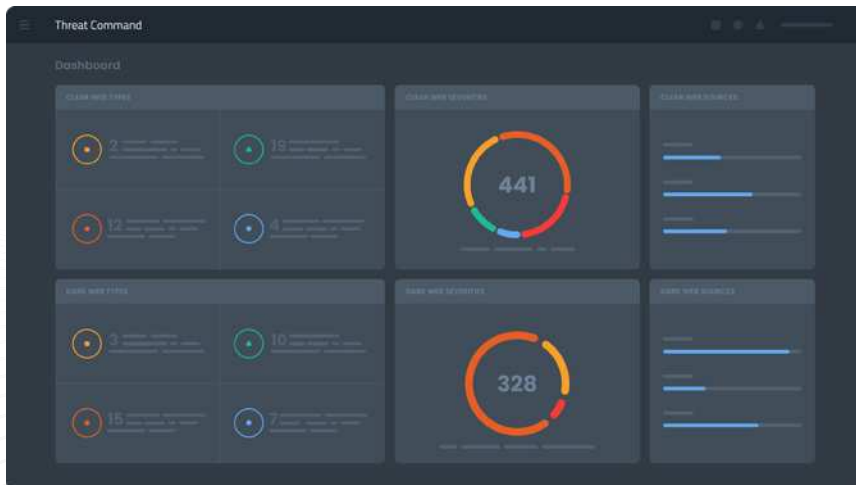 Threat Command
Dashboard
CLEAR WEB TYPES
CLEAR WEB SEVERITIES
CLEAR WEB SOURCES
2
19
441
12
4
DARK WEB TYPES
DARK WEB SEVERITIES
DARK WEB SOURCES
3
10
328
15
7